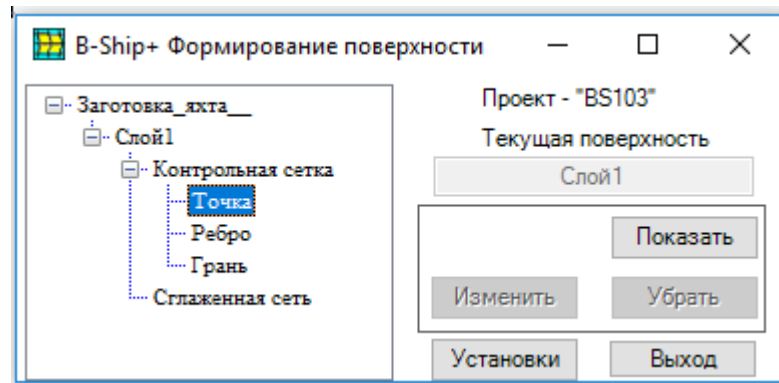 B-Ship+ Формирование поверхности
Заготовка_яхта__
Слой1
Контрольная сетка
Точка
Ребро
Грань
Сглаженная сеть
Проект - "BS103"
Текущая поверхность
Слой1
Показать
Изменить
Убрать
Установки
Выход